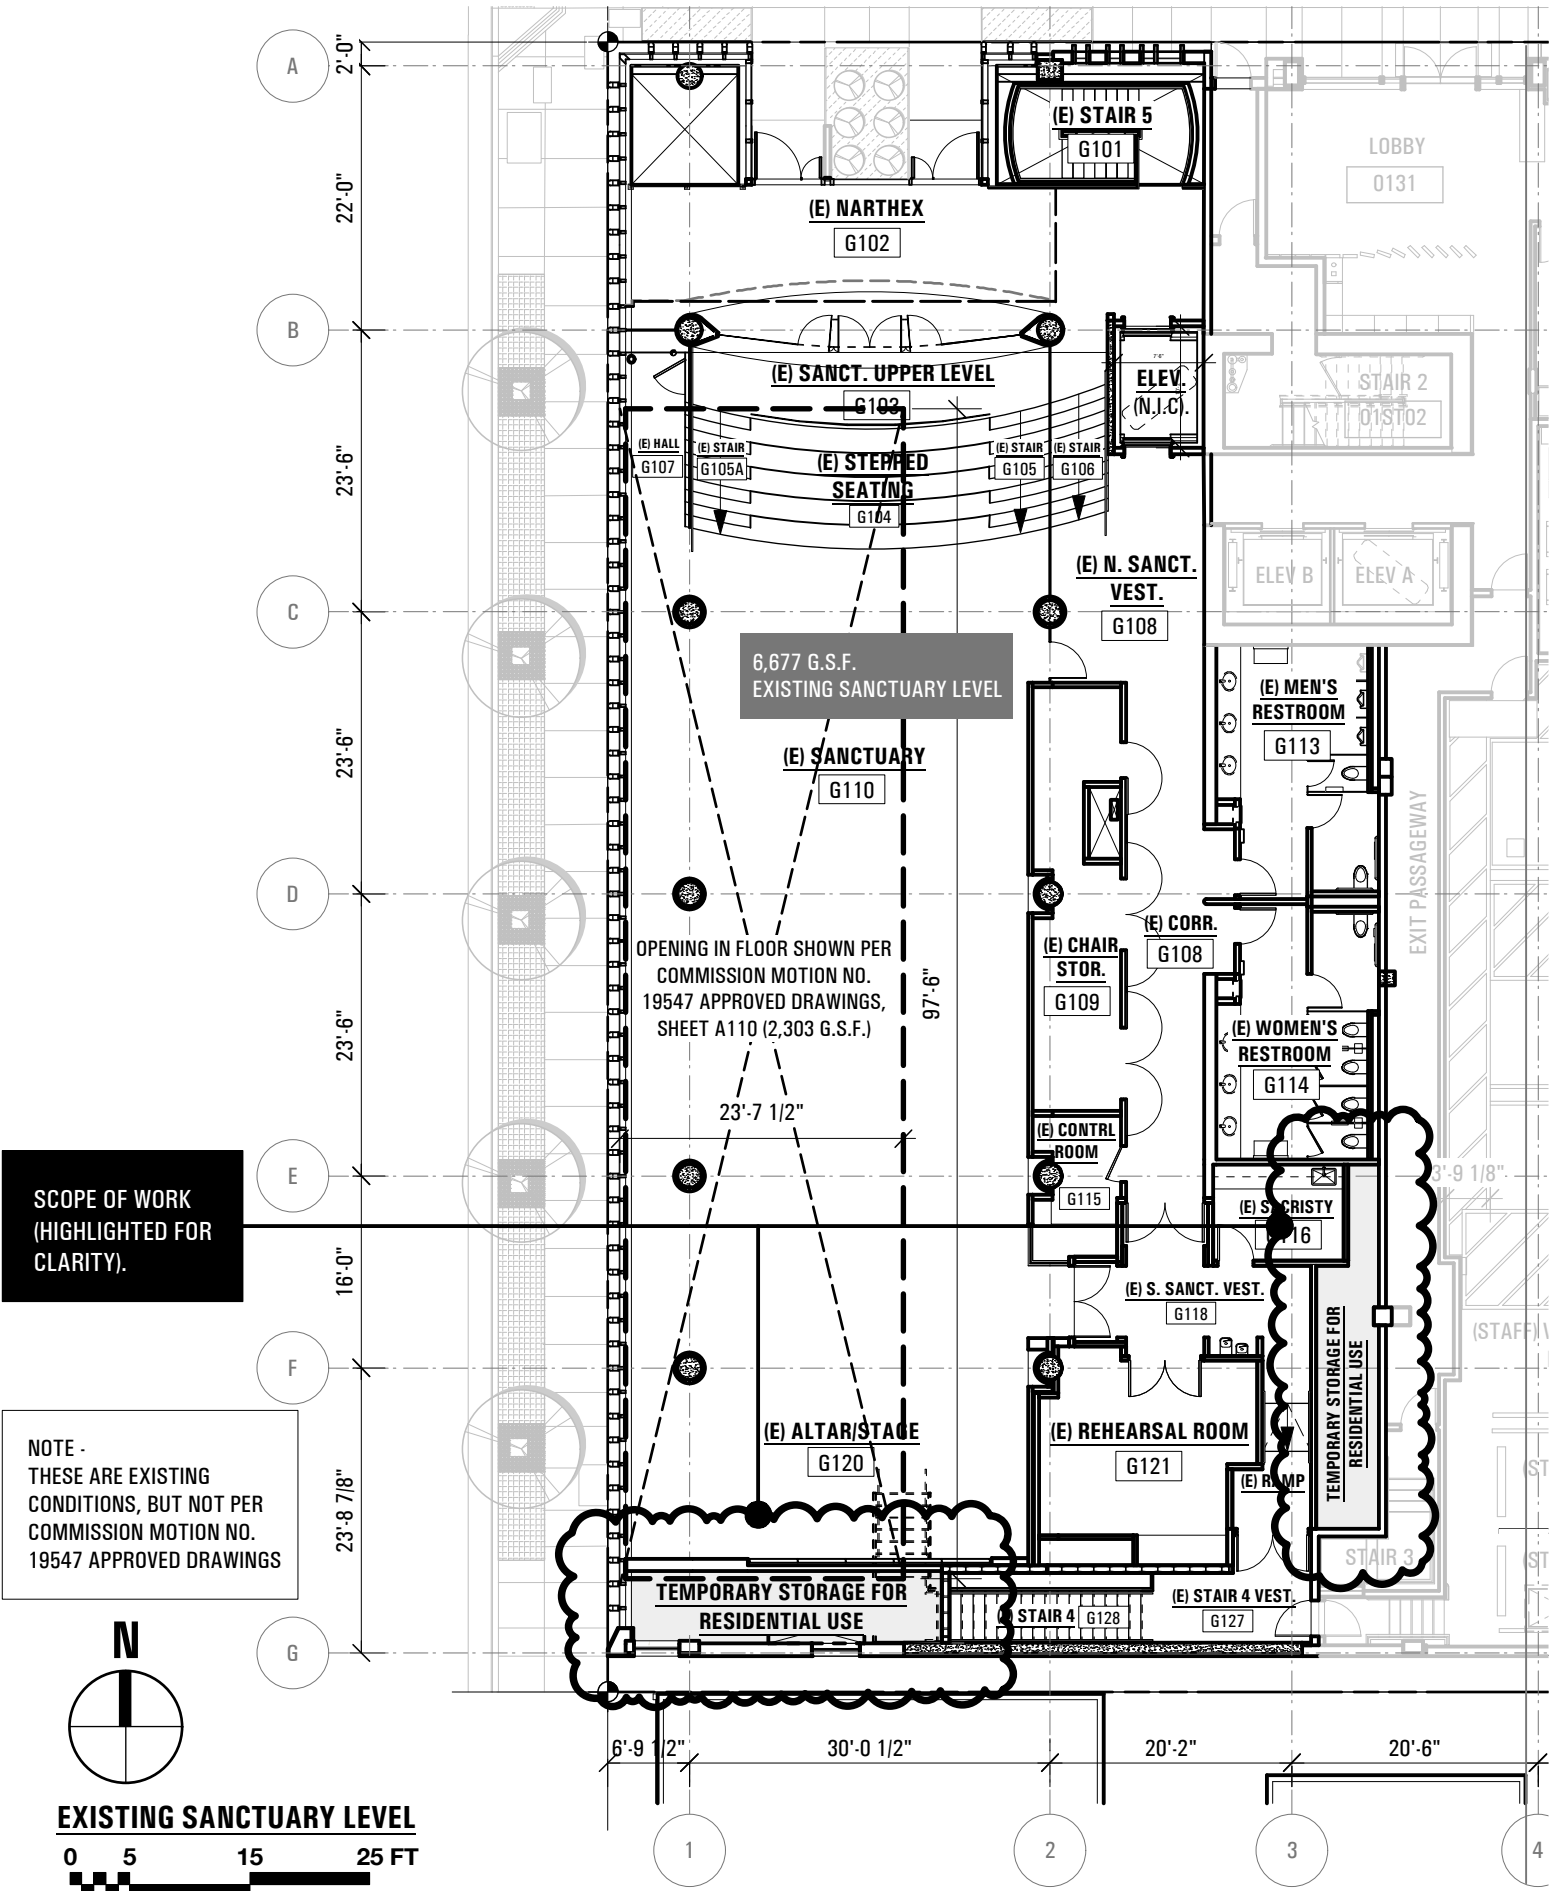 A
2'-0"
22'-0"
B
23'-6"
C
23'-6"
D
23'-6"
E
16'-0"
F
23'-8 7/8"
G
(E) STAIR 5
G101
LOBBY
0131
(E) NARTHEX
G102
(E) SANCT. UPPER LEVEL
G103
7'-6"
ELEV.
(N.I.C).
STAIR 2
01ST02
(E) HALL
G107
(E) STAIR
G105A
(E) STEPPED
SEATING
G104
(E) STAIR
G105
(E) STAIR
G106
(E) N. SANCT.
VEST.
G108
ELEV B
ELEV A
6,677 G.S.F.
EXISTING SANCTUARY LEVEL
(E) MEN'S
RESTROOM
G113
(E) SANCTUARY
G110
EXIT PASSAGEWAY
OPENING IN FLOOR SHOWN PER
COMMISSION MOTION NO.
19547 APPROVED DRAWINGS,
SHEET A110 (2,303 G.S.F.)
97'-6"
(E) CHAIR
STOR.
G109
(E) CORR.
G108
(E) WOMEN'S
RESTROOM
G114
23'-7 1/2"
(E) CONTRL
ROOM
G115
3'-9 1/8"
SCOPE OF WORK
(HIGHLIGHTED FOR
CLARITY).
(E) SACRISTY
G116
(E) S. SANCT. VEST.
G118
TEMPORARY STORAGE FOR
RESIDENTIAL USE
(STAFF)
(E) ALTAR/STAGE
G120
(E) REHEARSAL ROOM
G121
(E) RAMP
NOTE -
THESE ARE EXISTING
CONDITIONS, BUT NOT PER
COMMISSION MOTION NO.
19547 APPROVED DRAWINGS
STAIR 3
TEMPORARY STORAGE FOR
RESIDENTIAL USE
STAIR 4
G128
(E) STAIR 4 VEST.
G127
N
6'-9 1/2"
30'-0 1/2"
20'-2"
20'-6"
EXISTING SANCTUARY LEVEL
0 5 15 25 FT
1
2
3
4